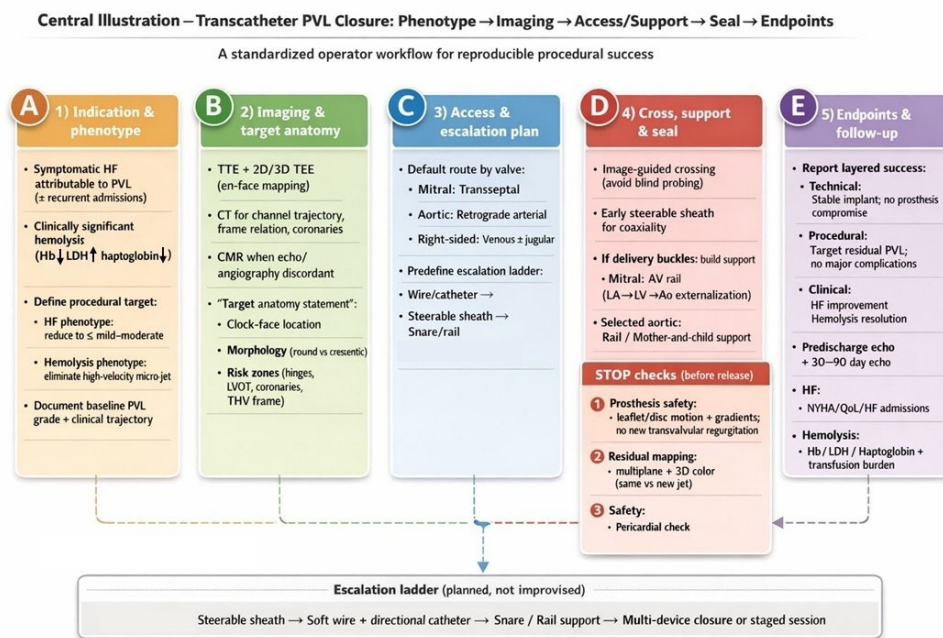 Central Illustration – Transcatheter PVL Closure: Phenotype → Imaging → Access/Support → Seal → Endpoints
A standardized operator workflow for reproducible procedural success
A
1) Indication &
phenotype
• Symptomatic HF
attributable to PVL
(± recurrent admissions)
• Clinically significant
hemolysis
(Hb↓ LDH↑ haptoglobin↓)
• Define procedural target:
• HF phenotype:
reduce to ≤ mild–moderate
• Hemolysis phenotype:
eliminate high-velocity micro-jet
• Document baseline PVL
grade + clinical trajectory
B
2) Imaging &
target anatomy
• TTE + 2D/3D TEE
(en-face mapping)
• CT for channel trajectory,
frame relation, coronaries
• CMR when echo/
angiography discordant
• "Target anatomy statement":
• Clock-face location
• Morphology (round vs crescentic)
• Risk zones (hinges,
LVOT, coronaries,
THV frame)
C
3) Access &
escalation plan
• Default route by valve:
• Mitral: Transseptal
• Aortic: Retrograde arterial
• Right-sided: Venous ± jugular
• Predefine escalation ladder:
• Wire/catheter →
• Steerable sheath →
Snare/rail
D
4) Cross, support
& seal
• Image-guided crossing
(avoid blind probing)
• Early steerable sheath
for coaxiality
• If delivery buckles: build support
• Mitral: AV rail
(LA→LV→Ao externalization)
• Selected aortic:
Rail / Mother-and-child support
STOP checks (before release)
1 Prosthesis safety:
• leaflet/disc motion + gradients;
no new transvalvular regurgitation
2 Residual mapping:
• multiplane + 3D color
(same vs new jet)
3 Safety:
• Pericardial check
E
5) Endpoints &
follow-up
• Report layered success:
• Technical:
Stable implant; no prosthesis
compromise
• Procedural:
Target residual PVL;
no major complications
• Clinical:
HF improvement
Hemolysis resolution
• Predischarge echo
+ 30–90 day echo
• HF:
• NYHA/QoL/HF admissions
• Hemolysis:
• Hb/ LDH / Haptoglobin +
transfusion burden
Escalation ladder (planned, not improvised)
Steerable sheath → Soft wire + directional catheter → Snare / Rail support → Multi-device closure or staged session